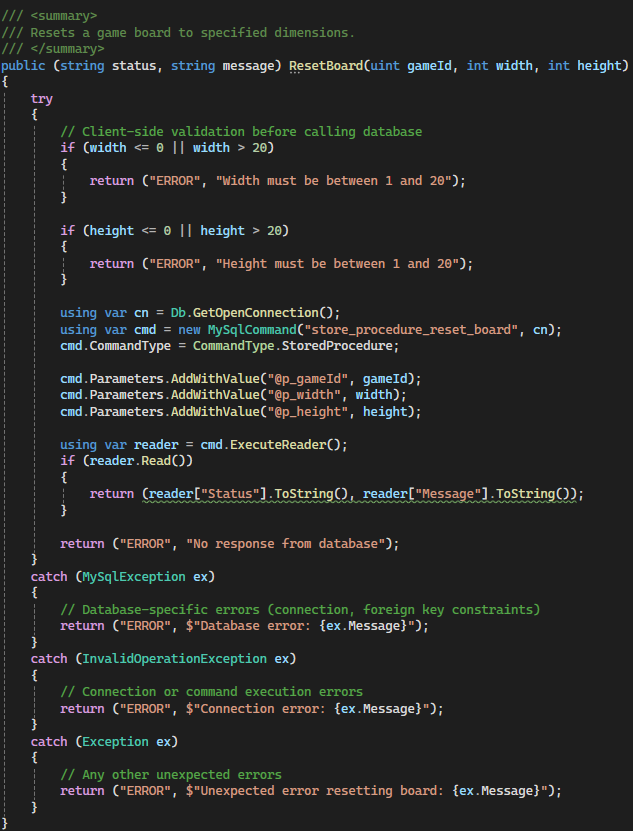 /// <summary>
/// Resets a game board to specified dimensions.
/// </summary>
public (string status, string message) ResetBoard(uint gameId, int width, int height)
{
    try
    {
        // Client-side validation before calling database
        if (width <= 0 || width > 20)
        {
            return ("ERROR", "Width must be between 1 and 20");
        }

        if (height <= 0 || height > 20)
        {
            return ("ERROR", "Height must be between 1 and 20");
        }

        using var cn = Db.GetOpenConnection();
        using var cmd = new MySqlCommand("store_procedure_reset_board", cn);
        cmd.CommandType = CommandType.StoredProcedure;

        cmd.Parameters.AddWithValue("@p_gameId", gameId);
        cmd.Parameters.AddWithValue("@p_width", width);
        cmd.Parameters.AddWithValue("@p_height", height);

        using var reader = cmd.ExecuteReader();
        if (reader.Read())
        {
            return (reader["Status"].ToString(), reader["Message"].ToString());
        }

        return ("ERROR", "No response from database");
    }
    catch (MySqlException ex)
    {
        // Database-specific errors (connection, foreign key constraints)
        return ("ERROR", $"Database error: {ex.Message}");
    }
    catch (InvalidOperationException ex)
    {
        // Connection or command execution errors
        return ("ERROR", $"Connection error: {ex.Message}");
    }
    catch (Exception ex)
    {
        // Any other unexpected errors
        return ("ERROR", $"Unexpected error resetting board: {ex.Message}");
    }
}